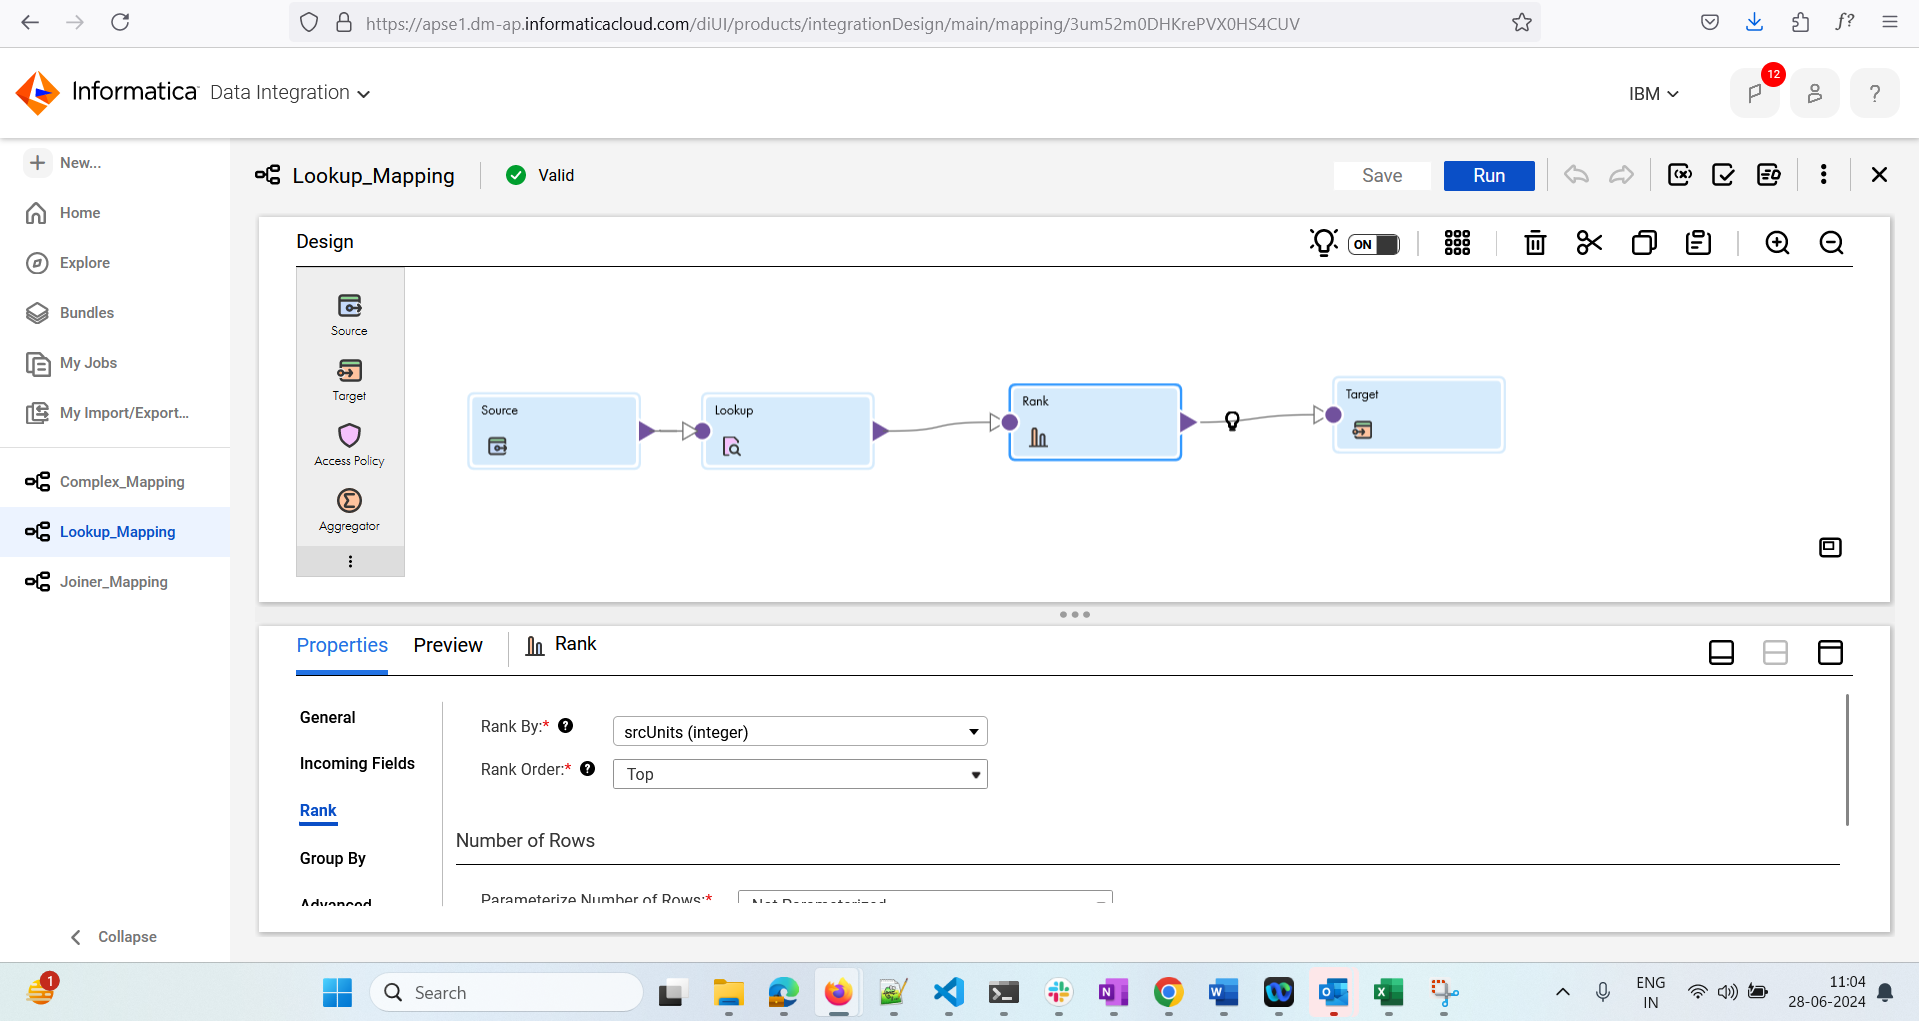 https://apse1.dm-ap.informaticacloud.com/diUI/products/integrationDesign/main/mapping/3um52m0DHKrePVX0HS4CUV
Informatica Data Integration
IBM
12
New...
Home
Explore
Bundles
My Jobs
My Import/Export...
Complex_Mapping
Lookup_Mapping
Joiner_Mapping
Collapse
Lookup_Mapping
Valid
Save
Run
Design
ON
Source
Target
Access Policy
Aggregator
Source
Lookup
Rank
Target
Properties
Preview
Rank
General
Incoming Fields
Rank
Group By
Advanced
Rank By:*
srcUnits (integer)
Rank Order:*
Top
Number of Rows
Parameterize Number of Rows:*
Not Parameterized
1
Search
ENG
IN
11:04
28-06-2024